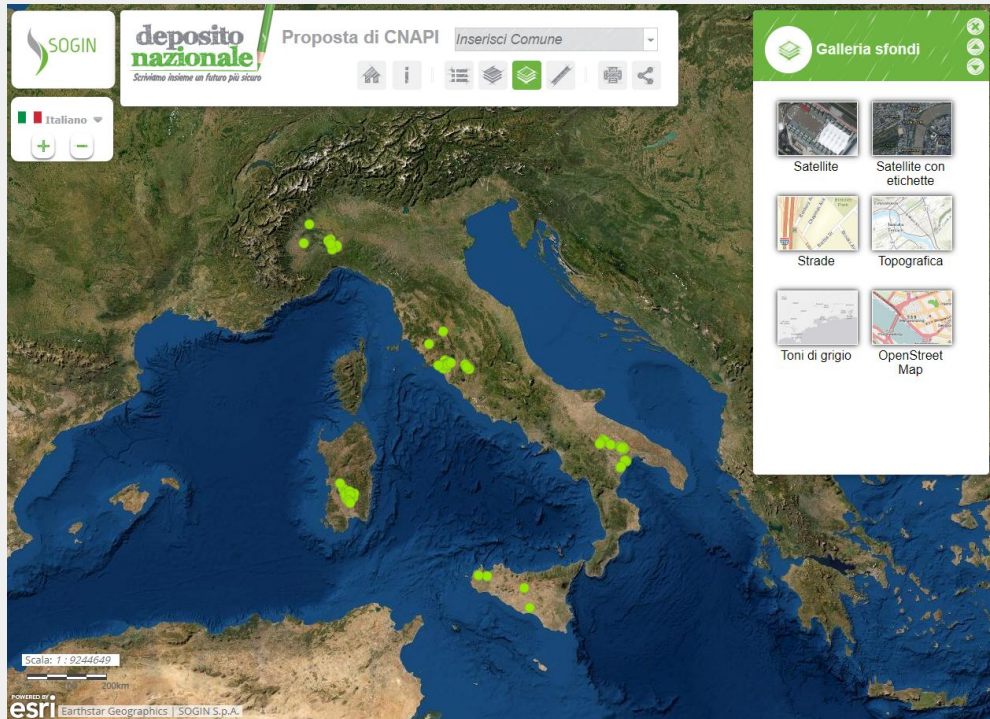 SOGIN
deposito
nazionale
Scriviamo insieme un futuro più sicuro
Proposta di CNAPI
Inserisci Comune
Italiano
Galleria sfondi
Satellite
Satellite con
etichette
Strade
Topografica
Toni di grigio
OpenStreet
Map
Scala: 1 : 9244649
200km
POWERED BY
esri
Earthstar Geographics | SOGIN S.p.A.